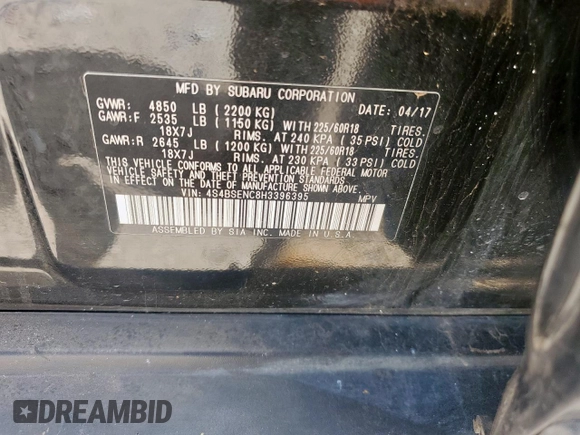 MFD BY SUBARU CORPORATION
GVWR: 4850 LB (2200 KG) DATE: 04/17
GAWR:F 2535 LB (1150 KG) WITH 225/60R18 TIRES.
18X7J RIMS. AT 240 KPA (35 PSI) COLD
GAWR:R 2645 LB (1200 KG) WITH 225/60R18 TIRES.
18X7J RIMS. AT 230 KPA (33 PSI) COLD
THIS VEHICLE CONFORMS TO ALL APPLICABLE FEDERAL MOTOR
VEHICLE SAFETY AND THEFT PREVENTION STANDARDS
IN EFFECT ON THE DATE OF MANUFACTURE SHOWN ABOVE.
VIN: 4S4BSENC8H3396395 MPV
ASSEMBLED BY SIA INC. MADE IN U.S.A
DREAMBID